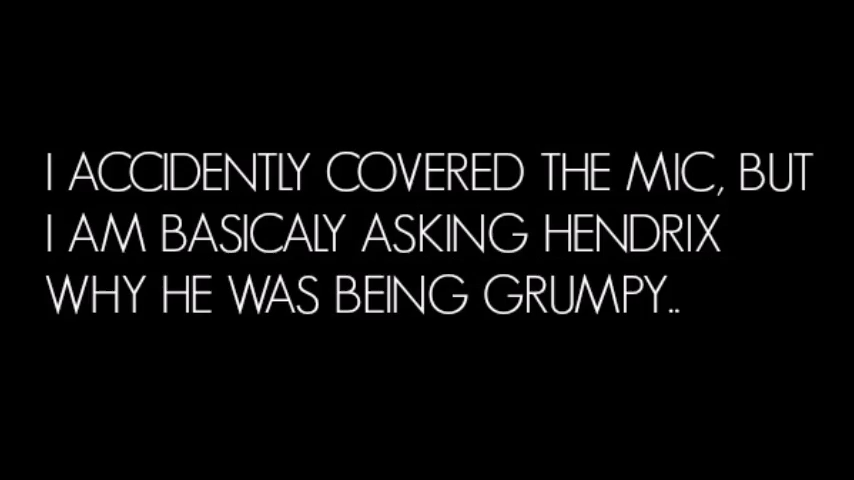 I ACCIDENTLY COVERED THE MIC, BUT
I AM BASICALY ASKING HENDRIX
WHY HE WAS BEING GRUMPY..